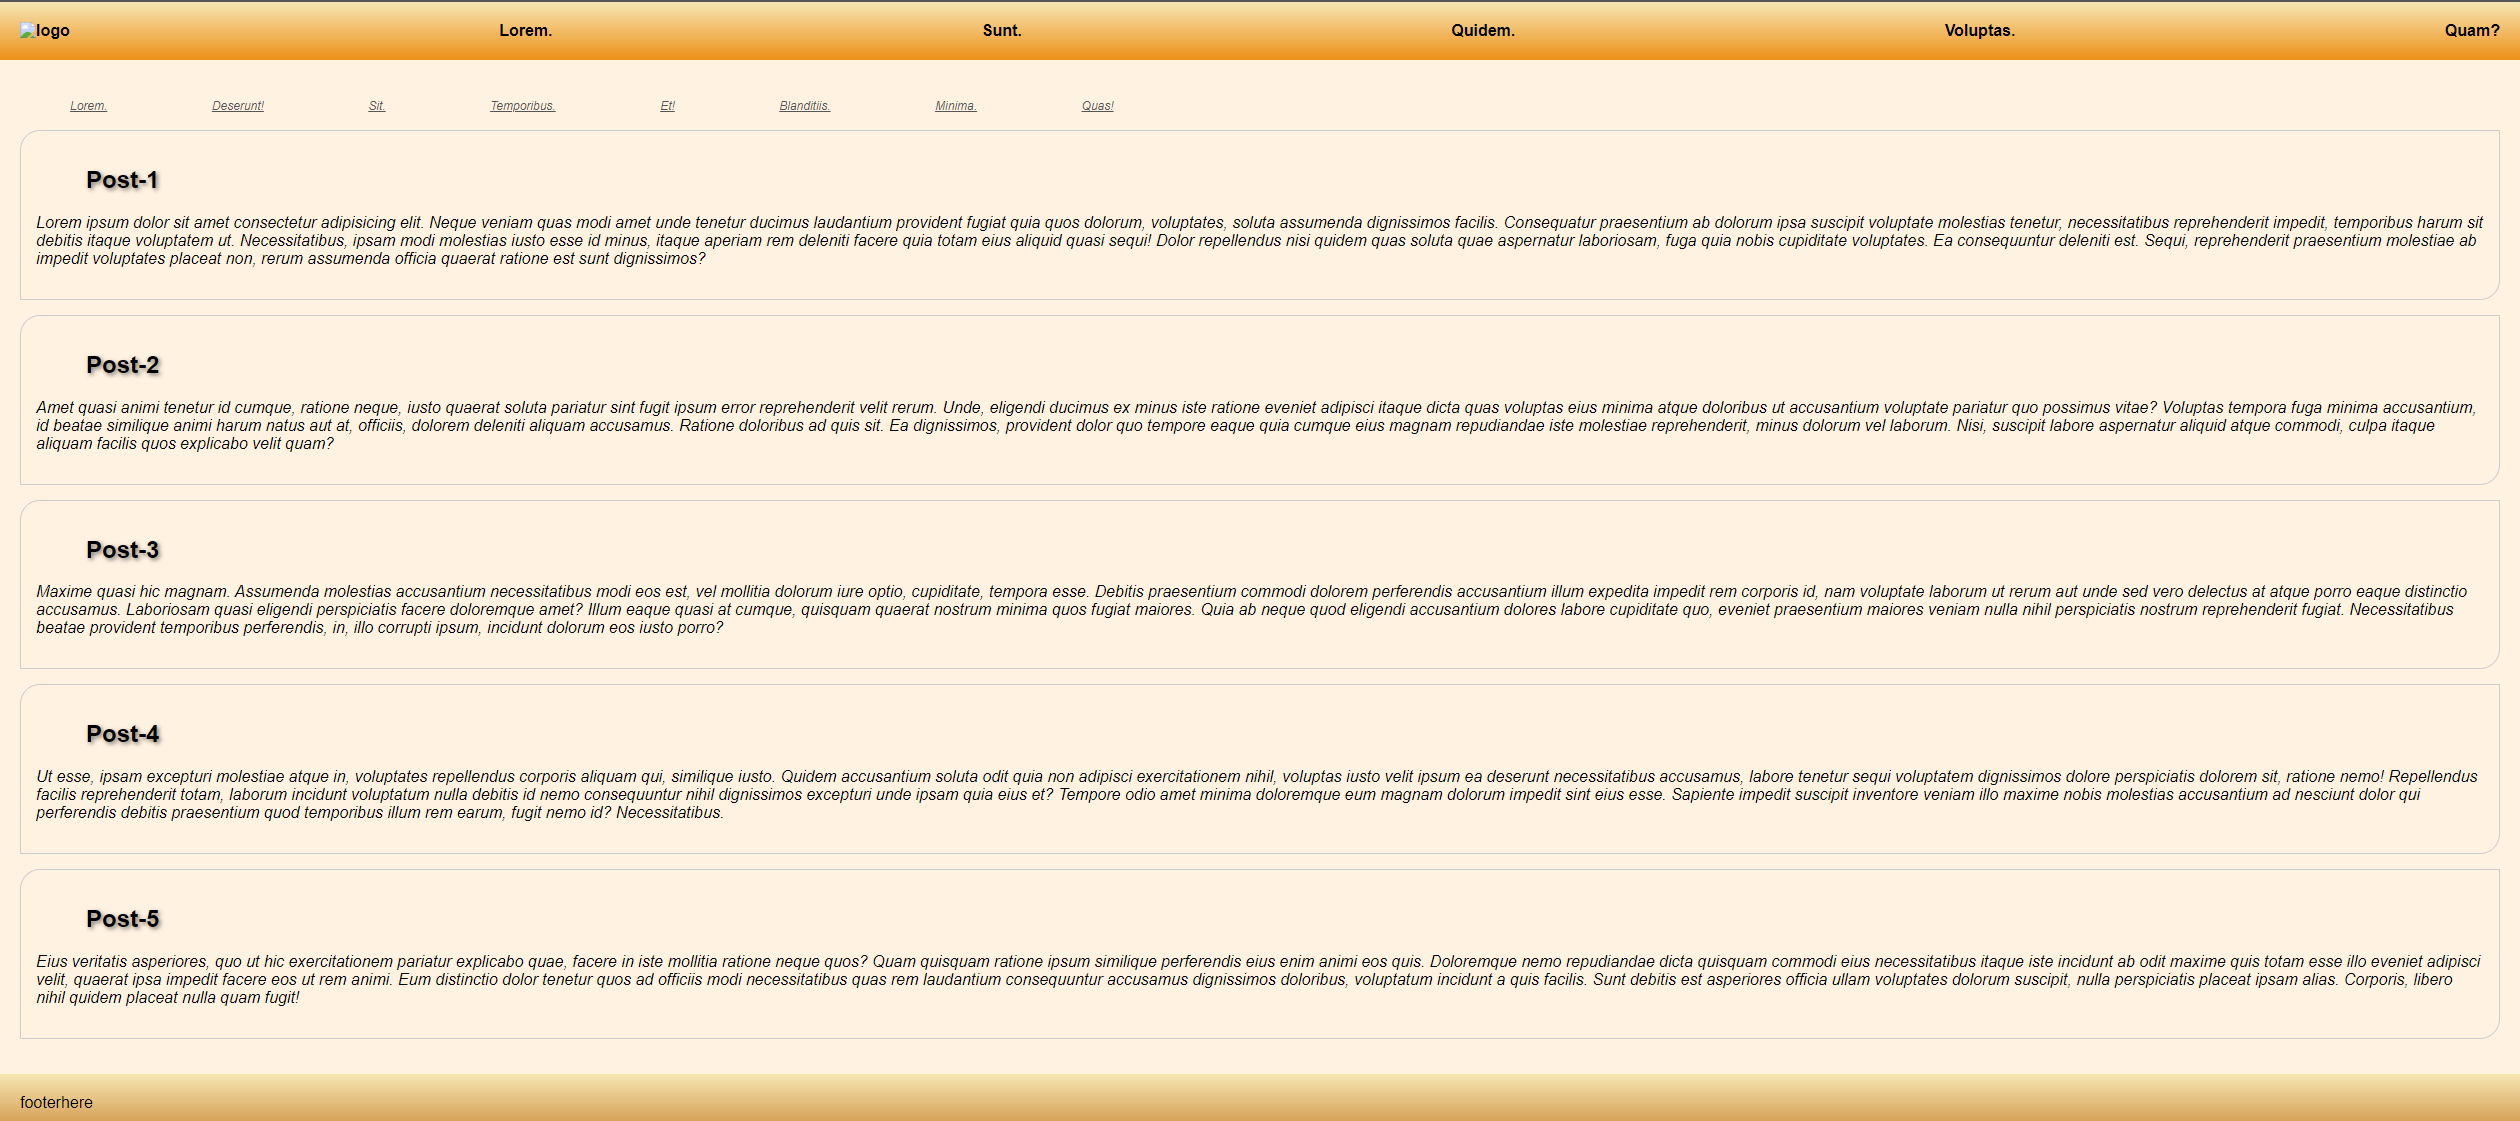 logo Lorem. Sunt. Quidem. Voluptas. Quam?
Lorem. Deserunt! Sit. Temporibus. Et! Blanditiis. Minima. Quas!
Post-1
Lorem ipsum dolor sit amet consectetur adipisicing elit. Neque veniam quas modi amet unde tenetur ducimus laudantium provident fugiat quia quos dolorum, voluptates, soluta assumenda dignissimos facilis. Consequatur praesentium ab dolorum ipsa suscipit voluptate molestias tenetur, necessitatibus reprehenderit impedit, temporibus harum sit
debitis itaque voluptatem ut. Necessitatibus, ipsam modi molestias iusto esse id minus, itaque aperiam rem deleniti facere quia totam eius aliquid quasi sequi! Dolor repellendus nisi quidem quas soluta quae aspernatur laboriosam, fuga quia nobis cupiditate voluptates. Ea consequuntur deleniti est. Sequi, reprehenderit praesentium molestiae ab
impedit voluptates placeat non, rerum assumenda officia quaerat ratione est sunt dignissimos?
Post-2
Amet quasi animi tenetur id cumque, ratione neque, iusto quaerat soluta pariatur sint fugit ipsum error reprehenderit velit rerum. Unde, eligendi ducimus ex minus iste ratione eveniet adipisci itaque dicta quas voluptas eius minima atque doloribus ut accusantium voluptate pariatur quo possimus vitae? Voluptas tempora fuga minima accusantium,
id beatae similique animi harum natus aut at, officiis, dolorem deleniti aliquam accusamus. Ratione doloribus ad quis sit. Ea dignissimos, provident dolor quo tempore eaque quia cumque eius magnam repudiandae iste molestiae reprehenderit, minus dolorum vel laborum. Nisi, suscipit labore aspernatur aliquid atque commodi, culpa itaque
aliquam facilis quos explicabo velit quam?
Post-3
Maxime quasi hic magnam. Assumenda molestias accusantium necessitatibus modi eos est, vel mollitia dolorum iure optio, cupiditate, tempora esse. Debitis praesentium commodi dolorem perferendis accusantium illum expedita impedit rem corporis id, nam voluptate laborum ut rerum aut unde sed vero delectus at atque porro eaque distinctio
accusamus. Laboriosam quasi eligendi perspiciatis facere doloremque amet? Illum eaque quasi at cumque, quisquam quaerat nostrum minima quos fugiat maiores. Quia ab neque quod eligendi accusantium dolores labore cupiditate quo, eveniet praesentium maiores veniam nulla nihil perspiciatis nostrum reprehenderit fugiat. Necessitatibus
beatae provident temporibus perferendis, in, illo corrupti ipsum, incidunt dolorum eos iusto porro?
Post-4
Ut esse, ipsam excepturi molestiae atque in, voluptates repellendus corporis aliquam qui, similique iusto. Quidem accusantium soluta odit quia non adipisci exercitationem nihil, voluptas iusto velit ipsum ea deserunt necessitatibus accusamus, labore tenetur sequi voluptatem dignissimos dolore perspiciatis dolorem sit, ratione nemo! Repellendus
facilis reprehenderit totam, laborum incidunt voluptatum nulla debitis id nemo consequuntur nihil dignissimos excepturi unde ipsam quia eius et? Tempore odio amet minima doloremque eum magnam dolorum impedit sint eius esse. Sapiente impedit suscipit inventore veniam illo maxime nobis molestias accusantium ad nesciunt dolor qui
perferendis debitis praesentium quod temporibus illum rem earum, fugit nemo id? Necessitatibus.
Post-5
Eius veritatis asperiores, quo ut hic exercitationem pariatur explicabo quae, facere in iste mollitia ratione neque quos? Quam quisquam ratione ipsum similique perferendis eius enim animi eos quis. Doloremque nemo repudiandae dicta quisquam commodi eius necessitatibus itaque iste incidunt ab odit maxime quis totam esse illo eveniet adipisci
velit, quaerat ipsa impedit facere eos ut rem animi. Eum distinctio dolor tenetur quos ad officiis modi necessitatibus quas rem laudantium consequuntur accusamus dignissimos doloribus, voluptatum incidunt a quis facilis. Sunt debitis est asperiores officia ullam voluptates dolorum suscipit, nulla perspiciatis placeat ipsam alias. Corporis, libero
nihil quidem placeat nulla quam fugit!
footerhere